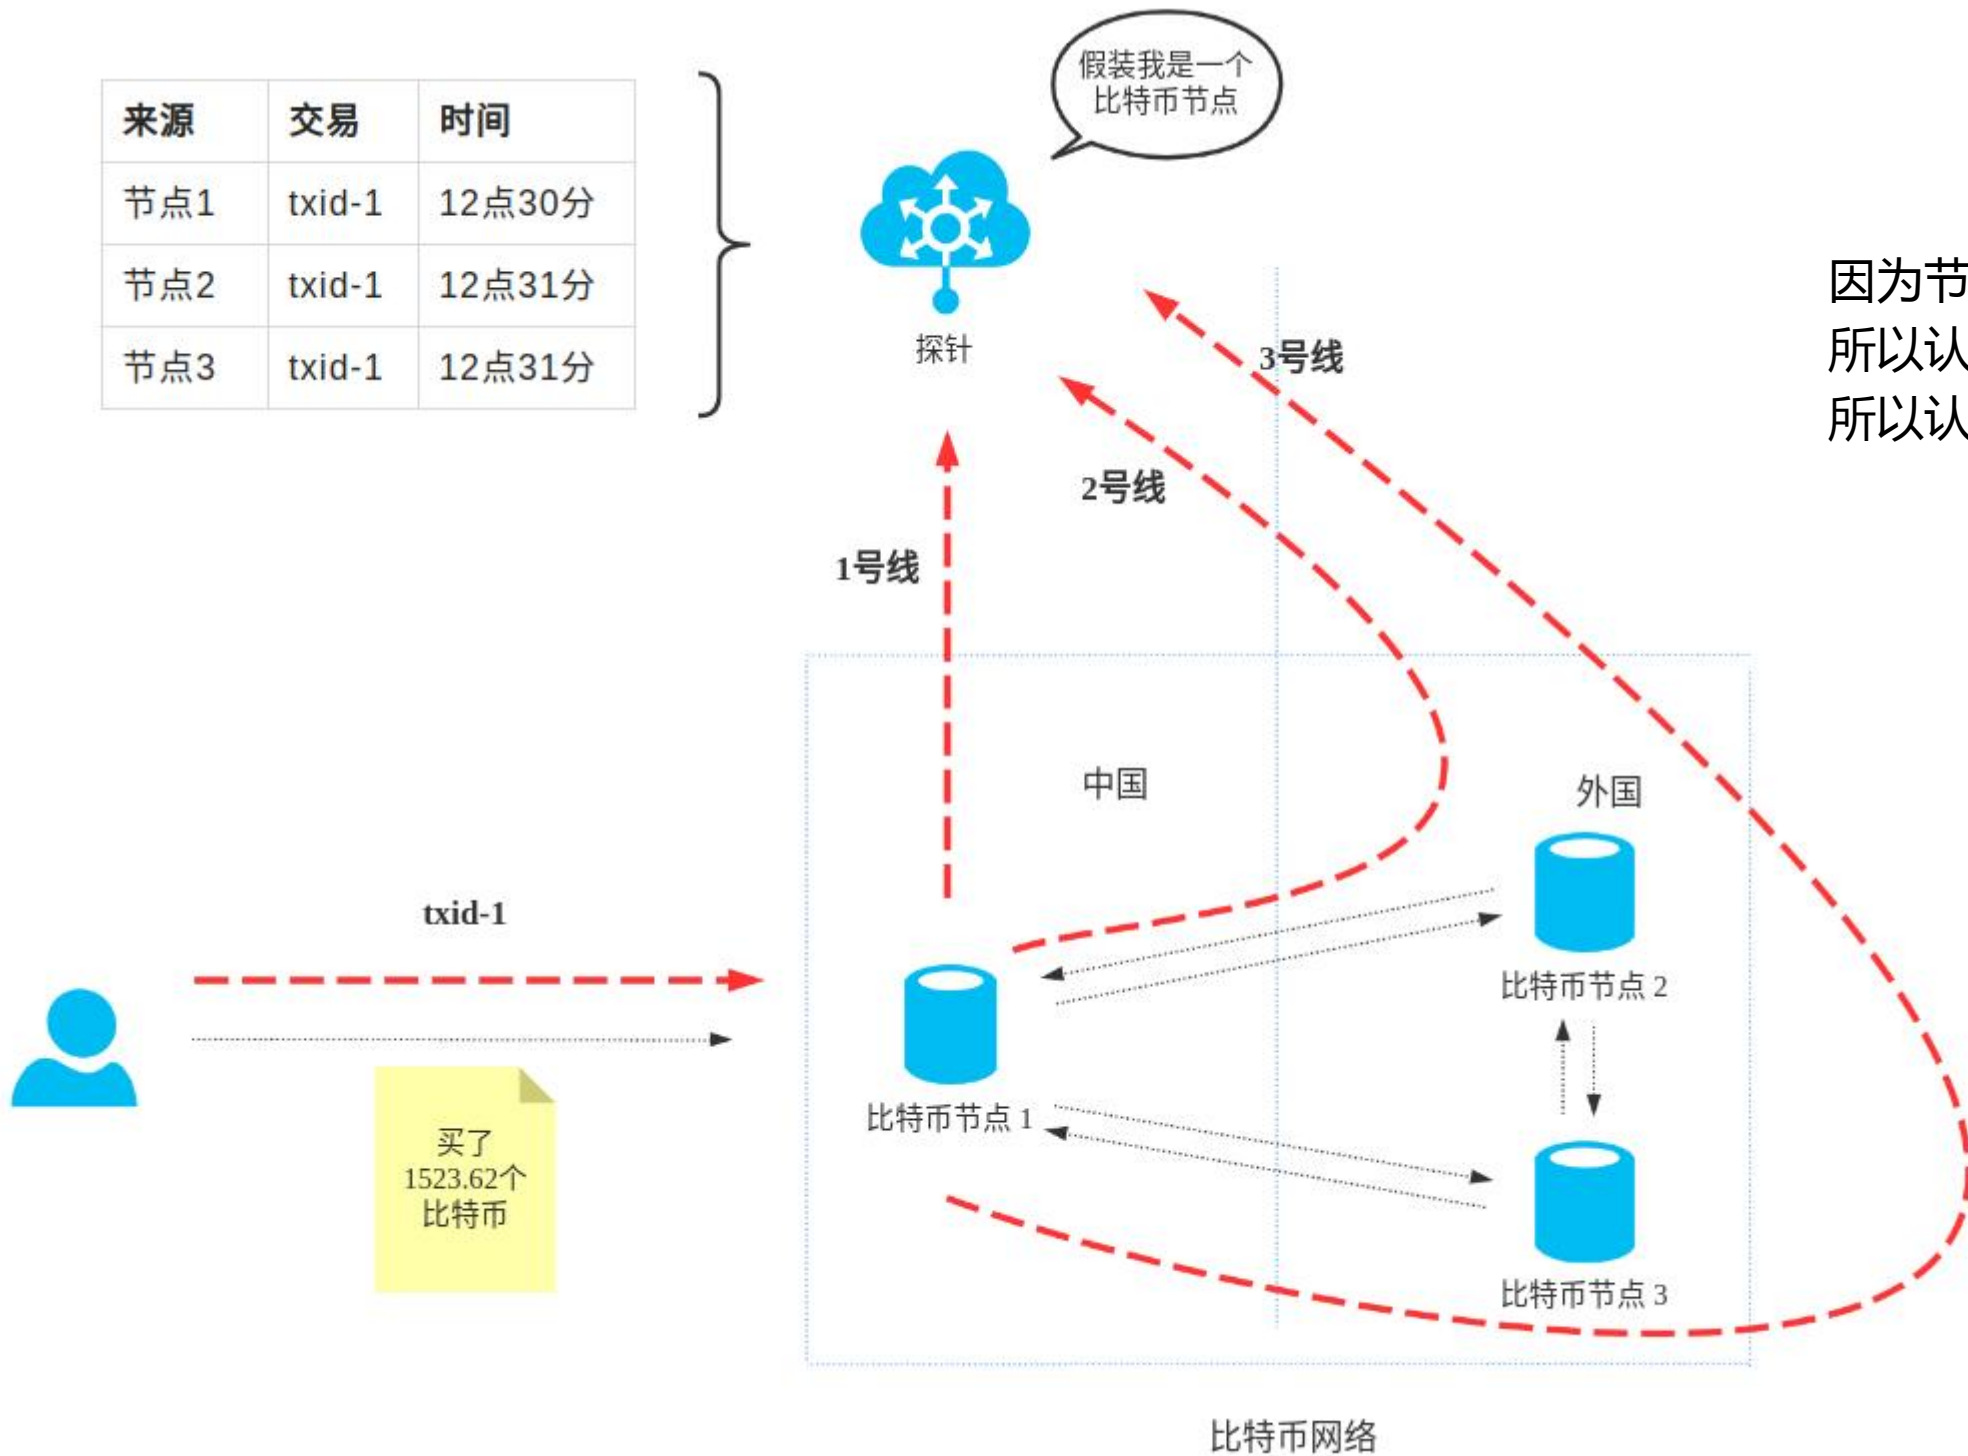 假装我是一个
比特币节点
来源 交易 时间
节点1 txid-1 12点30分
节点2 txid-1 12点31分
节点3 txid-1 12点31分
探针
因为节
所以认
所以认
3号线
2号线
1号线
中国
外国
txid-1
比特币节点 2
比特币节点 1
买了
1523.62个
比特币
比特币节点 3
比特币网络